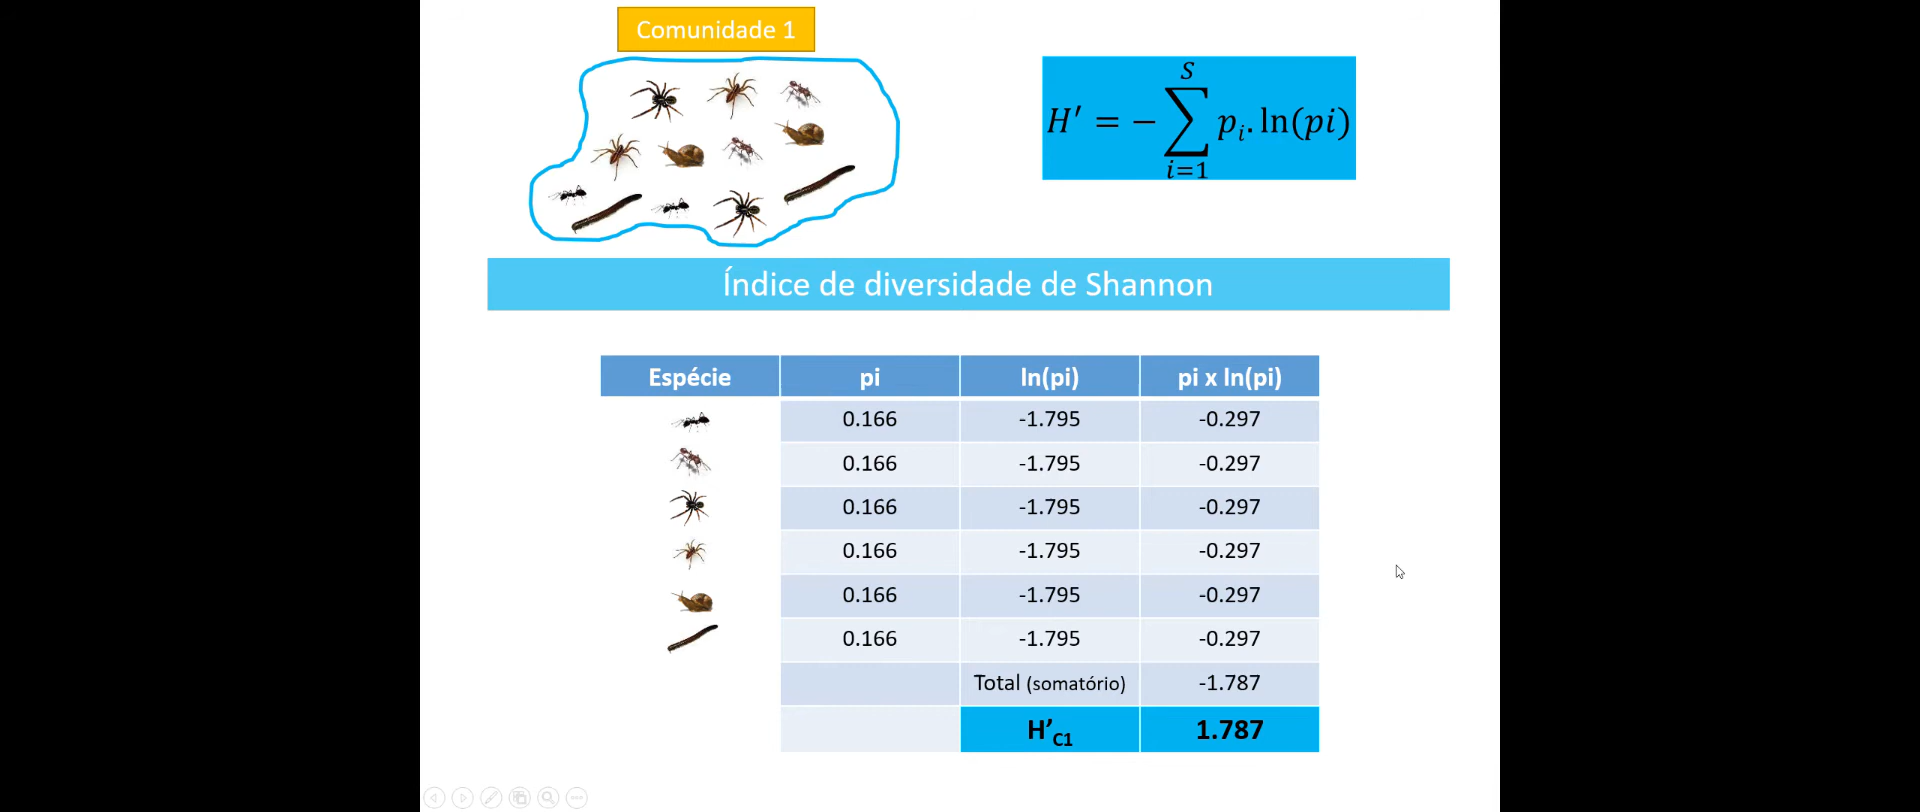 Comunidade 1
H′ = − S ∑ i=1 pᵢ. ln(pi)
Índice de diversidade de Shannon
Espécie pi ln(pi) pi x ln(pi)
0.166 -1.795 -0.297
0.166 -1.795 -0.297
0.166 -1.795 -0.297
0.166 -1.795 -0.297
0.166 -1.795 -0.297
0.166 -1.795 -0.297
Total (somatório) -1.787
H’C1 1.787